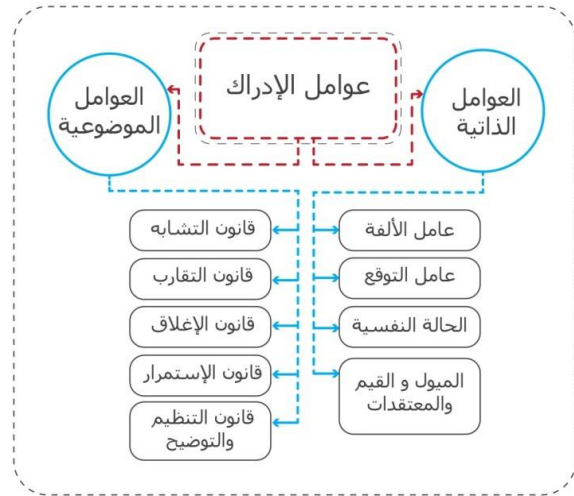 عوامل الإدراك
العوامل
الذاتية
العوامل
الموضوعية
عامل الألفة
عامل التوقع
الحالة النفسية
الميول و القيم
والمعتقدات
قانون التشابه
قانون التقارب
قانون الإغلاق
قانون الإستمرار
قانون التنظيم
والتوضيح